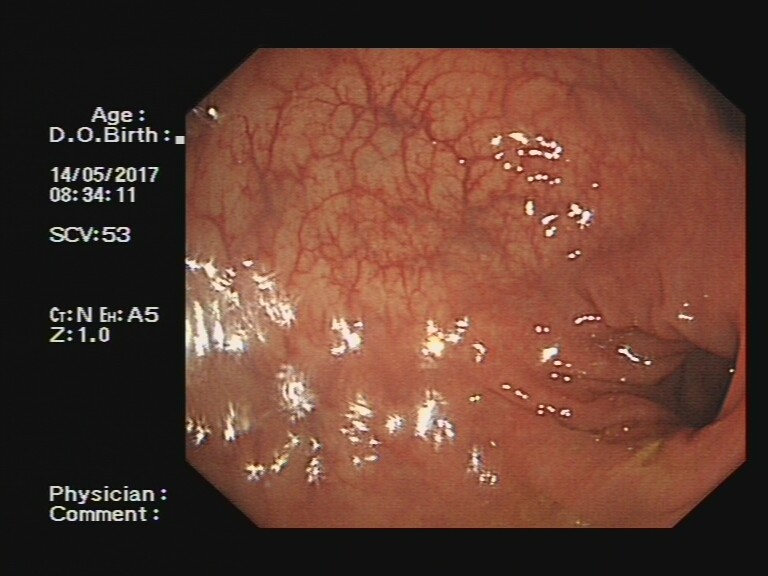 Age:
D.O.Birth:
14/05/2017
08:34:11
SCV:53
CT:N EH:A5
Z:1.0
Physician:
Comment: